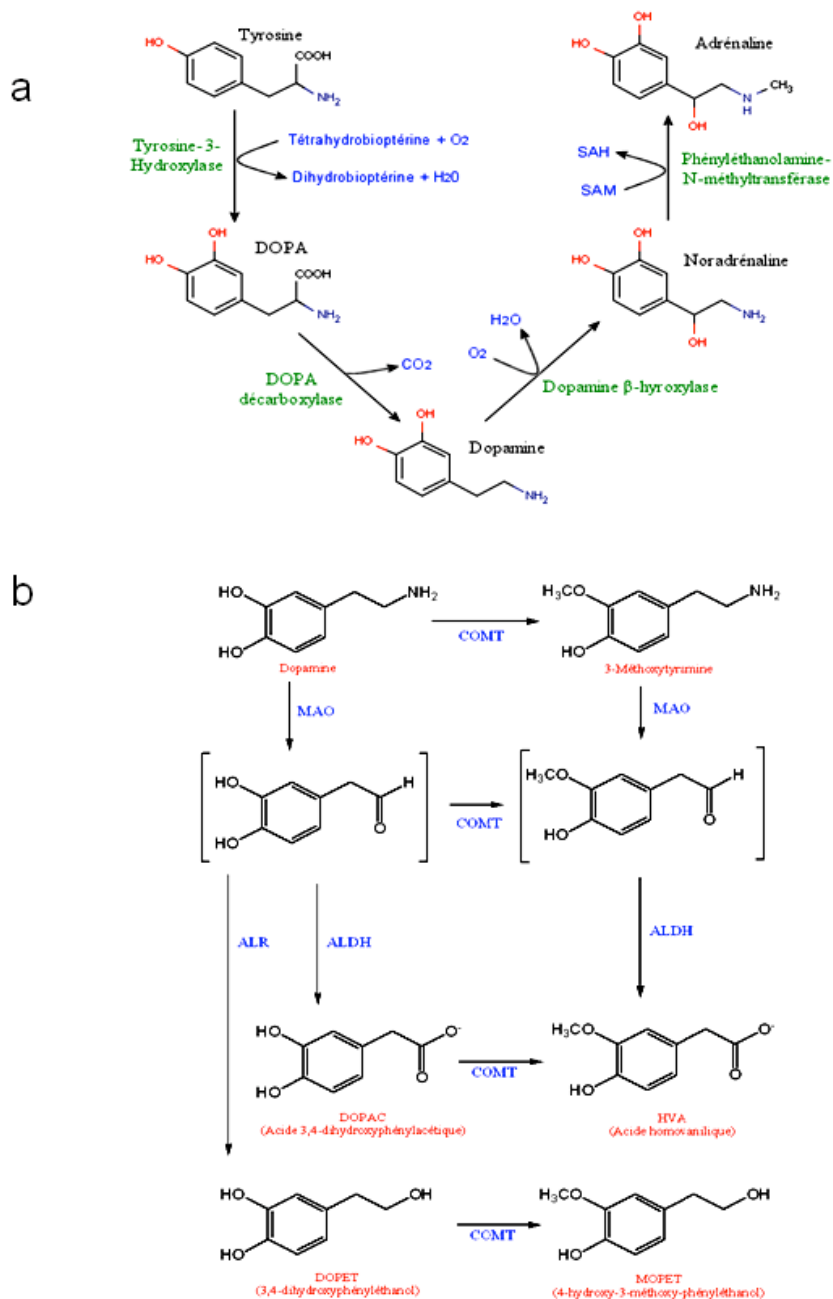 a
Tyrosine
HO
COOH
NH2
Tyrosine-3-
Hydroxylase
Tétrahydrobioptérine + O2
Dihydrobioptérine + H2O
DOPA
OH
HO
COOH
NH2
DOPA
décarboxylase
CO2
OH
HO
Dopamine
NH2
H2O
O2
Dopamine β-hyroxylase
Noradrénaline
OH
HO
NH2
OH
SAH
SAM
Phényléthanolamine-
N-méthyltransférase
Adrénaline
OH
HO
CH3
N
H
OH
b
HO
HO
NH2
Dopamine
COMT
H3CO
HO
NH2
3-Méthoxytyrimine
MAO
MAO
HO
HO
H
O
COMT
H3CO
HO
H
O
ALR
ALDH
ALDH
HO
HO
O-
O
DOPAC
(Acide 3,4-dihydroxyphénylacétique)
COMT
H3CO
HO
O-
O
HVA
(Acide homovanilique)
HO
HO
OH
DOPET
(3,4-dihydroxyphényléthanol)
COMT
H3CO
HO
OH
MOPET
(4-hydroxy-3-méthoxy-phényléthanol)